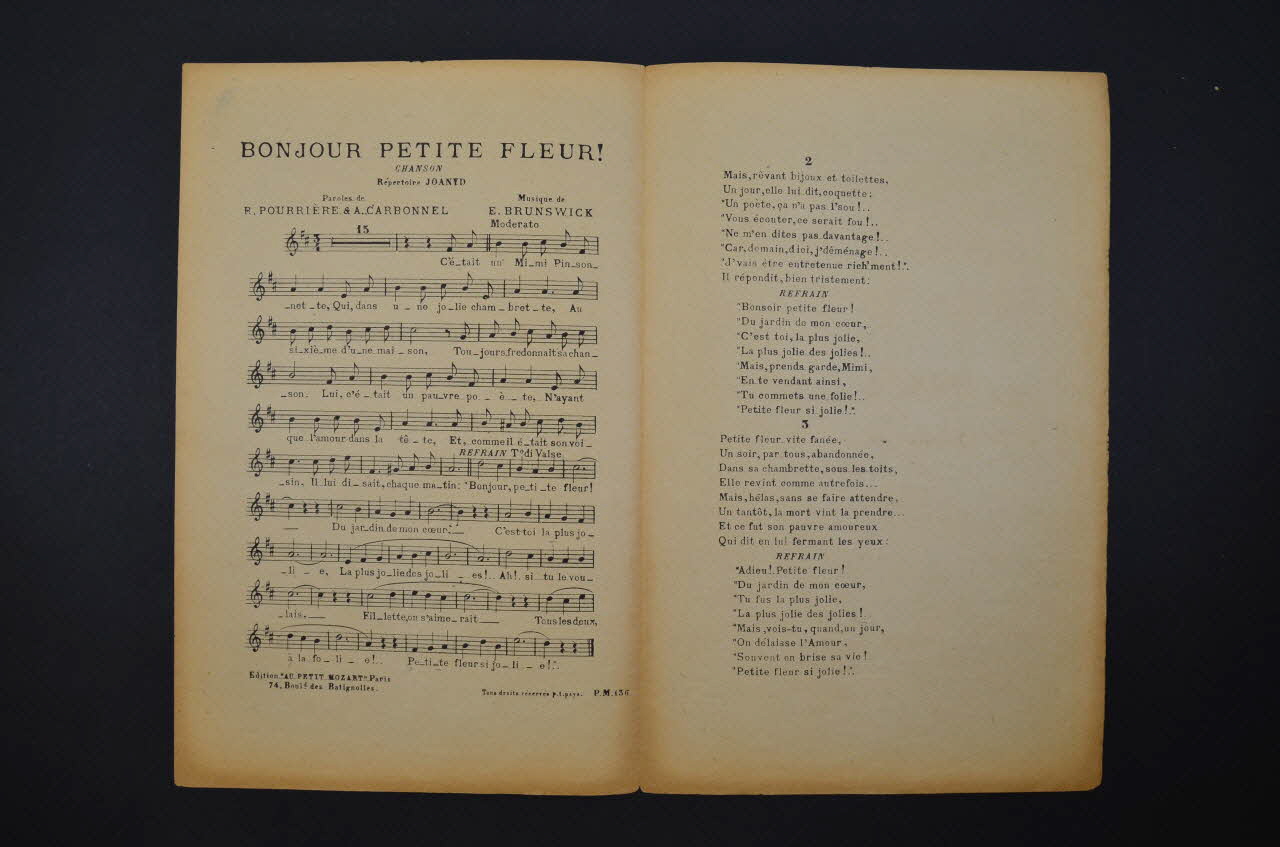 BONJOUR PETITE FLEUR!
CHANSON
Répertoire JOANYD
Paroles de
R. POURRIÈRE & A. CARBONNEL
Musique de
E. BRUNSWICK
Moderato
15
C'é_tait un' Mi_mi Pin_son_
_net_te, Qui, dans u_ne jo_lie cham_bret_te, Au
si_xiè_me d'u_ne mai_son, Tou_jours fredonnait sa chan_
_son. Lui, c'é_tait un pau_vre po_è_te, N'ayant
que l'amour dans la tê_te, Et, comme il é_tait son voi_
REFRAIN T° di Valse
_sin. Il lui di_sait, chaque ma_tin: "Bonjour, pe_ti_te fleur!
Du jar_din de mon cœur;._ C'est toi la plus jo_
_li_e, La plus jo_lie des jo_li_es!.. Ah! si tu le vou_
_lais._ Fil_lette, on s'aime_rait_ Tous les deux,
à la fo_li_e!.. Pe_ti_te fleur si jo_li_e!.".
Edition "AU PETIT MOZART" Paris
74, Boul.d des Batignolles.
Tous droits réservés p. t. pays. P.M.136
2
Mais, rêvant bijoux et toilettes,
Un jour, elle lui dit, coquette:
"Un poète, ça n'a pas l'sou!..
"Vous écouter, ce serait fou!..
"Ne m'en dites pas davantage!..
"Car, demain, d'ici, j'déménage!..
"J'vais être entretenue rich'ment!.".
Il répondit, bien tristement:
REFRAIN
"Bonsoir petite fleur!
"Du jardin de mon cœur,
"C'est toi, la plus jolie,
"La plus jolie des jolies!..
"Mais, prends garde, Mimi,
"En te vendant ainsi,
"Tu commets une folie!..
"Petite fleur si jolie!.".
3
Petite fleur vite fanée,
Un soir, par tous, abandonnée,
Dans sa chambrette, sous les toits,
Elle revint comme autrefois...
Mais, hélas, sans se faire attendre,
Un tantôt, la mort vint la prendre...
Et ce fut son pauvre amoureux
Qui dit en lui fermant les yeux:
REFRAIN
"Adieu!. Petite fleur!
"Du jardin de mon cœur,
"Tu fus la plus jolie,
"La plus jolie des jolies!.
"Mais, vois-tu, quand, un jour,
"On délaisse l'Amour,
"Souvent on brise sa vie!
"Petite fleur si jolie!.".